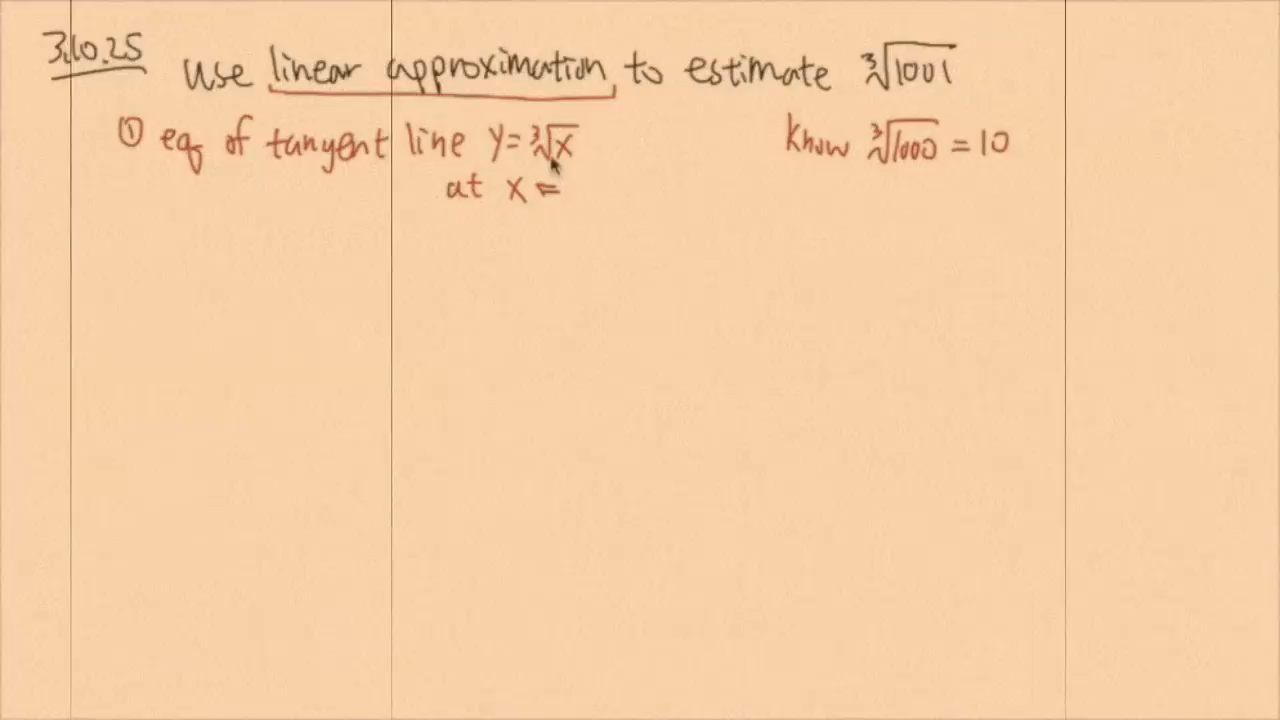 3.10.25 Use linear approximation to estimate ∛1001
① eq of tangent line y=∛x Know ∛1000 = 10
at x =